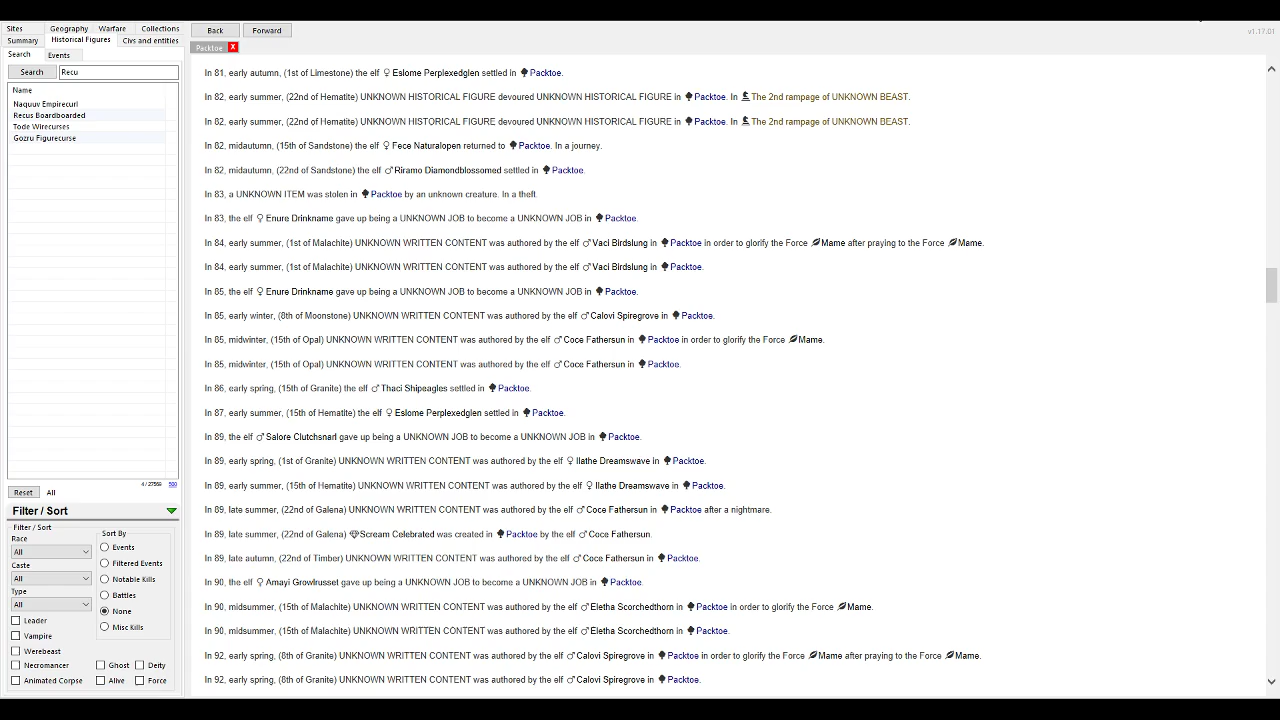 Sites Geography Warfare Collections
Summary Historical Figures Civs and entities
Search Events
Search Recu
Name
Naquuv Empirecurl
Recus Boardboarded
Tode Wirecurses
Gozru Figurecurse
4 / 27569 500
Reset All
Filter / Sort
Filter / Sort
Race
All
Caste
All
Type
All
Leader
Vampire
Werebeast
Necromancer Ghost Deity
Animated Corpse Alive Force
Sort By
Events
Filtered Events
Notable Kills
Battles
None
Misc Kills
Back Forward
v1.17.01
Packtoe X
In 81, early autumn, (1st of Limestone) the elf ♀ Eslome Perplexedglen settled in Packtoe.
In 82, early summer, (22nd of Hematite) UNKNOWN HISTORICAL FIGURE devoured UNKNOWN HISTORICAL FIGURE in Packtoe. In The 2nd rampage of UNKNOWN BEAST.
In 82, early summer, (22nd of Hematite) UNKNOWN HISTORICAL FIGURE devoured UNKNOWN HISTORICAL FIGURE in Packtoe. In The 2nd rampage of UNKNOWN BEAST.
In 82, midautumn, (15th of Sandstone) the elf ♀ Fece Naturalopen returned to Packtoe. In a journey.
In 82, midautumn, (22nd of Sandstone) the elf ♂ Riramo Diamondblossomed settled in Packtoe.
In 83, a UNKNOWN ITEM was stolen in Packtoe by an unknown creature. In a theft.
In 83, the elf ♀ Enure Drinkname gave up being a UNKNOWN JOB to become a UNKNOWN JOB in Packtoe.
In 84, early summer, (1st of Malachite) UNKNOWN WRITTEN CONTENT was authored by the elf ♂ Vaci Birdslung in Packtoe in order to glorify the Force Mame after praying to the Force Mame.
In 84, early summer, (1st of Malachite) UNKNOWN WRITTEN CONTENT was authored by the elf ♂ Vaci Birdslung in Packtoe.
In 85, the elf ♀ Enure Drinkname gave up being a UNKNOWN JOB to become a UNKNOWN JOB in Packtoe.
In 85, early winter, (8th of Moonstone) UNKNOWN WRITTEN CONTENT was authored by the elf ♂ Calovi Spiregrove in Packtoe.
In 85, midwinter, (15th of Opal) UNKNOWN WRITTEN CONTENT was authored by the elf ♂ Coce Fathersun in Packtoe in order to glorify the Force Mame.
In 85, midwinter, (15th of Opal) UNKNOWN WRITTEN CONTENT was authored by the elf ♂ Coce Fathersun in Packtoe.
In 86, early spring, (15th of Granite) the elf ♂ Thaci Shipeagles settled in Packtoe.
In 87, early summer, (15th of Hematite) the elf ♀ Eslome Perplexedglen settled in Packtoe.
In 89, the elf ♂ Salore Clutchsnarl gave up being a UNKNOWN JOB to become a UNKNOWN JOB in Packtoe.
In 89, early spring, (1st of Granite) UNKNOWN WRITTEN CONTENT was authored by the elf ♀ Ilathe Dreamswave in Packtoe.
In 89, early summer, (15th of Hematite) UNKNOWN WRITTEN CONTENT was authored by the elf ♀ Ilathe Dreamswave in Packtoe.
In 89, late summer, (22nd of Galena) UNKNOWN WRITTEN CONTENT was authored by the elf ♂ Coce Fathersun in Packtoe after a nightmare.
In 89, late summer, (22nd of Galena) Scream Celebrated was created in Packtoe by the elf ♂ Coce Fathersun.
In 89, late autumn, (22nd of Timber) UNKNOWN WRITTEN CONTENT was authored by the elf ♂ Coce Fathersun in Packtoe.
In 90, the elf ♀ Amayi Growlrusset gave up being a UNKNOWN JOB to become a UNKNOWN JOB in Packtoe.
In 90, midsummer, (15th of Malachite) UNKNOWN WRITTEN CONTENT was authored by the elf ♂ Eletha Scorchedthorn in Packtoe in order to glorify the Force Mame.
In 90, midsummer, (15th of Malachite) UNKNOWN WRITTEN CONTENT was authored by the elf ♂ Eletha Scorchedthorn in Packtoe.
In 92, early spring, (8th of Granite) UNKNOWN WRITTEN CONTENT was authored by the elf ♂ Calovi Spiregrove in Packtoe in order to glorify the Force Mame after praying to the Force Mame.
In 92, early spring, (8th of Granite) UNKNOWN WRITTEN CONTENT was authored by the elf ♂ Calovi Spiregrove in Packtoe.